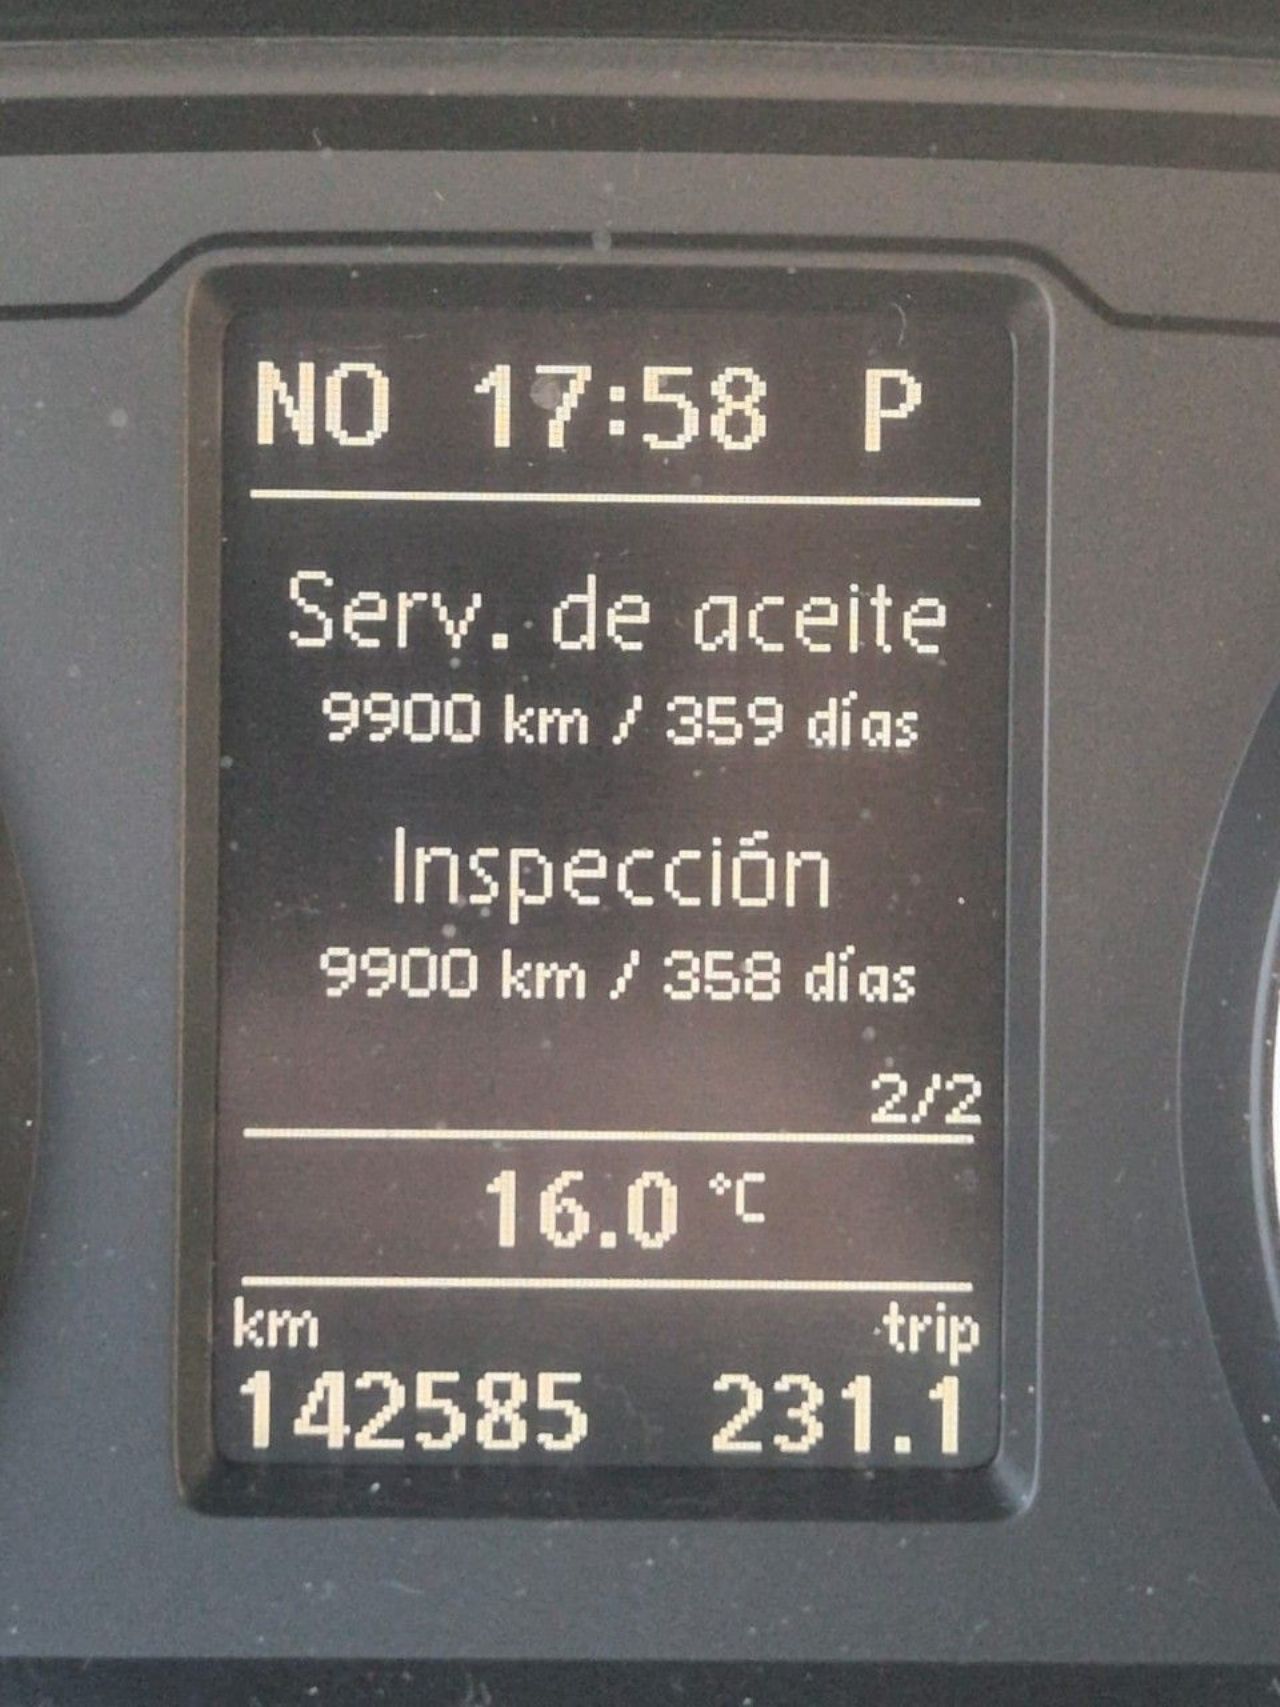 NO 17:58 P
Serv. de aceite
9900 km / 359 días
Inspección
9900 km / 358 días
2/2
16.0 °C
km trip
142585 231.1